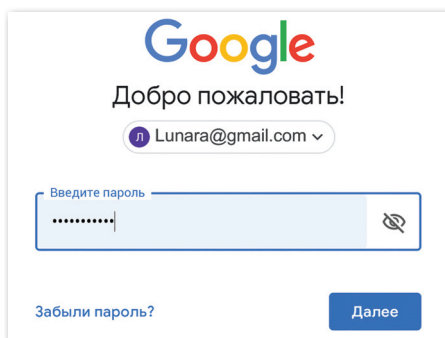 Google
Добро пожаловать!
Л Lunara@gmail.com
Введите пароль
•••••••••••
Забыли пароль? Далее